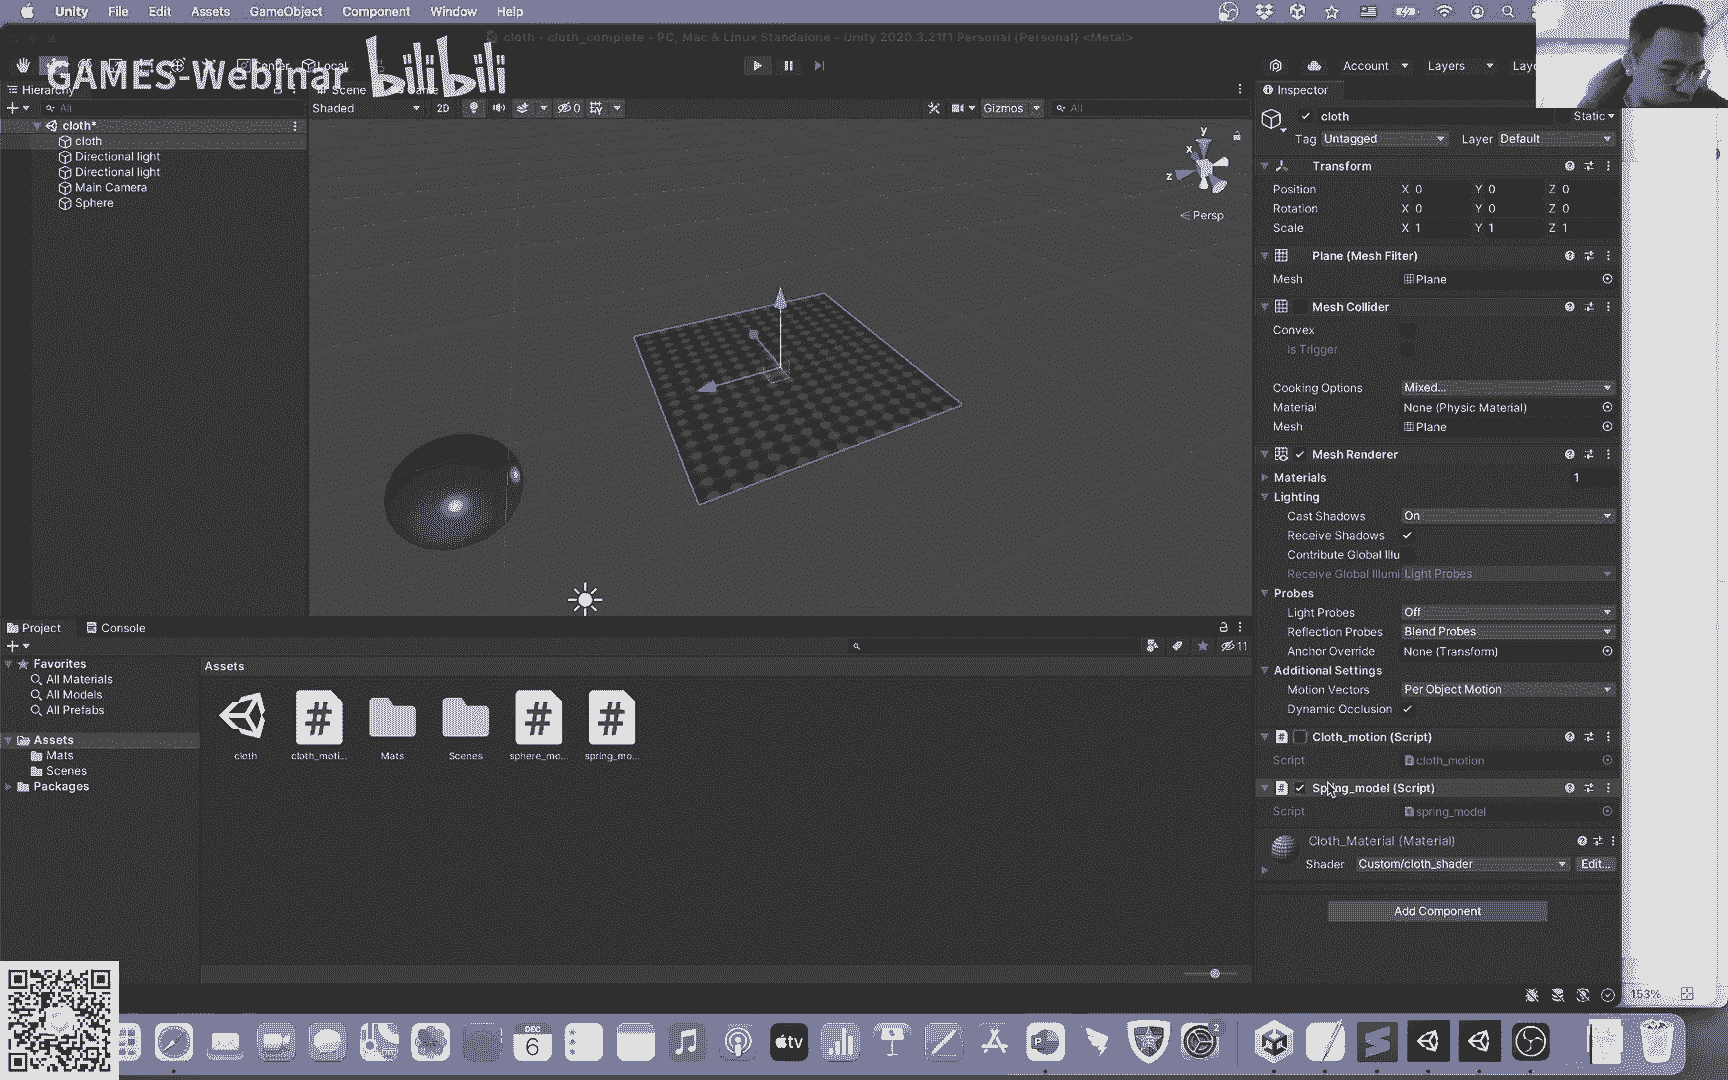 Unity File Edit Assets GameObject Component Window Help
cloth - cloth_complete - PC, Mac & Linux Standalone - Unity 2020.3.21f1 Personal (Personal) <Metal>
GAMES-Webinar bilibili
Center Local
Account Layers
Hierarchy
Scene
Inspector
All
Shaded 2D 0 Gizmos All
cloth*
cloth
Directional light
Directional light
Main Camera
Sphere
y
x
z
Persp
cloth Static
Tag Untagged Layer Default
Transform
Position X 0 Y 0 Z 0
Rotation X 0 Y 0 Z 0
Scale X 1 Y 1 Z 1
Plane (Mesh Filter)
Mesh Plane
Mesh Collider
Convex
Is Trigger
Cooking Options Mixed...
Material None (Physic Material)
Mesh Plane
Mesh Renderer
Materials 1
Lighting
Cast Shadows On
Receive Shadows
Contribute Global Illu
Receive Global Illumi Light Probes
Probes
Light Probes Off
Reflection Probes Blend Probes
Anchor Override None (Transform)
Additional Settings
Motion Vectors Per Object Motion
Dynamic Occlusion
Cloth_motion (Script)
Script cloth_motion
Spring_model (Script)
Script spring_model
Cloth_Material (Material)
Shader Custom/cloth_shader Edit...
Add Component
Project Console
11
Favorites
All Materials
All Models
All Prefabs
Assets
Mats
Scenes
Packages
Assets
cloth cloth_moti... Mats Scenes sphere_mo... spring_mo...
153%
DEC
6
tv
2